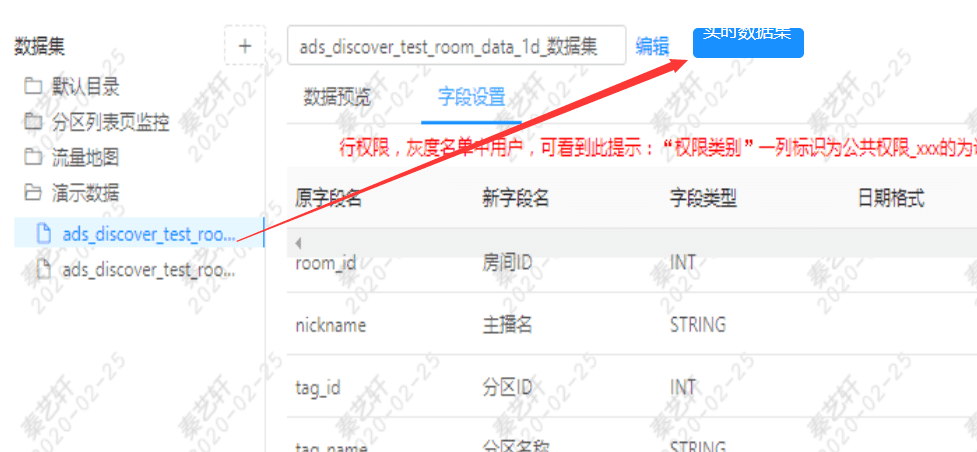 数据集
+
ads_discover_test_room_data_1d_数据集
编辑
实时数据集
默认目录
分区列表页监控
流量地图
演示数据
ads_discover_test_roo...
ads_discover_test_roo...
数据预览
字段设置
行权限，灰度名单中用户，可看到此提示：“权限类别”一列标识为公共权限_xxx的为
原字段名
新字段名
字段类型
日期格式
room_id
房间ID
INT
nickname
主播名
STRING
tag_id
分区ID
INT
tag_name
分区名称
STRING
秦艺轩
2020-02-25